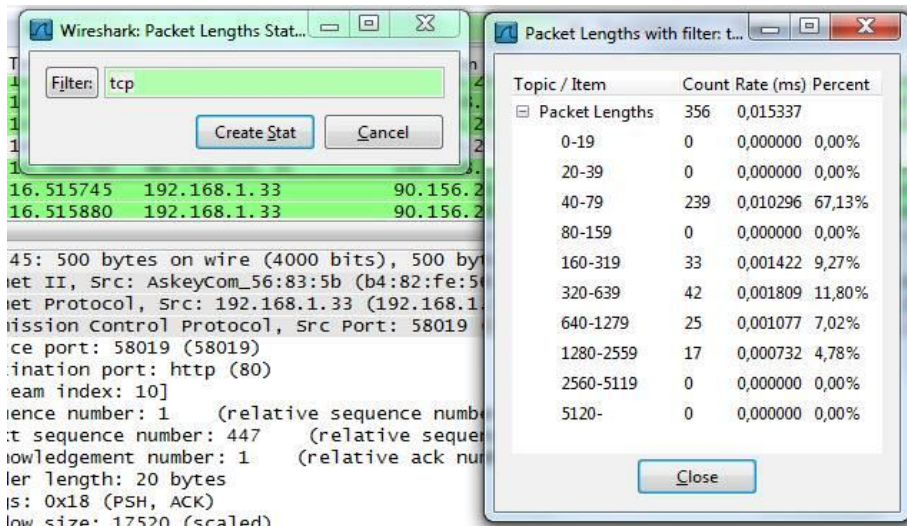 Wireshark: Packet Lengths Stat...
Filter: tcp
Create Stat Cancel
16.515745 192.168.1.33 90.156.2
16.515880 192.168.1.33 90.156.2
45: 500 bytes on wire (4000 bits), 500 byt
et II, Src: AskeyCom_56:83:5b (b4:82:fe:56
et Protocol, Src: 192.168.1.33 (192.168.1.
ission Control Protocol, Src Port: 58019 (
ce port: 58019 (58019)
ination port: http (80)
eam index: 10]
ence number: 1 (relative sequence numbe
t sequence number: 447 (relative sequen
owledgement number: 1 (relative ack num
er length: 20 bytes
s: 0x18 (PSH, ACK)
ow size: 17520 (scaled)
Packet Lengths with filter: t...
Topic / Item Count Rate (ms) Percent
Packet Lengths 356 0,015337
0-19 0 0,000000 0,00%
20-39 0 0,000000 0,00%
40-79 239 0,010296 67,13%
80-159 0 0,000000 0,00%
160-319 33 0,001422 9,27%
320-639 42 0,001809 11,80%
640-1279 25 0,001077 7,02%
1280-2559 17 0,000732 4,78%
2560-5119 0 0,000000 0,00%
5120- 0 0,000000 0,00%
Close